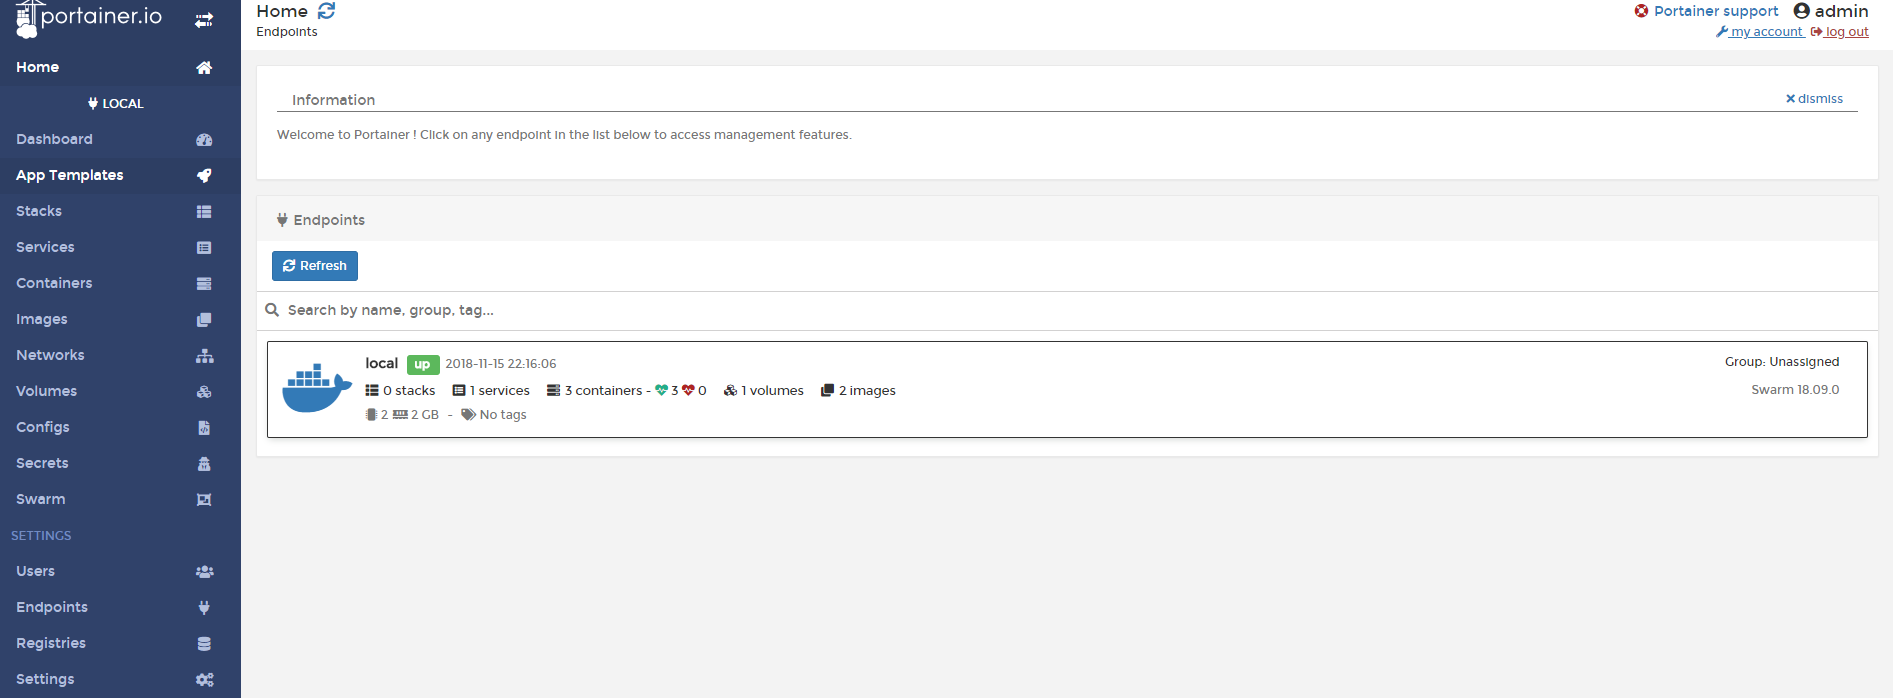 portainer.io
Home
LOCAL
Dashboard
App Templates
Stacks
Services
Containers
Images
Networks
Volumes
Configs
Secrets
Swarm
SETTINGS
Users
Endpoints
Registries
Settings
Home
Endpoints
Portainer support admin
my account log out
Information
dismiss
Welcome to Portainer ! Click on any endpoint in the list below to access management features.
Endpoints
Refresh
Search by name, group, tag...
local up 2018-11-15 22:16:06
Group: Unassigned
0 stacks 1 services 3 containers - 3 0 1 volumes 2 images
Swarm 18.09.0
2 2 GB - No tags